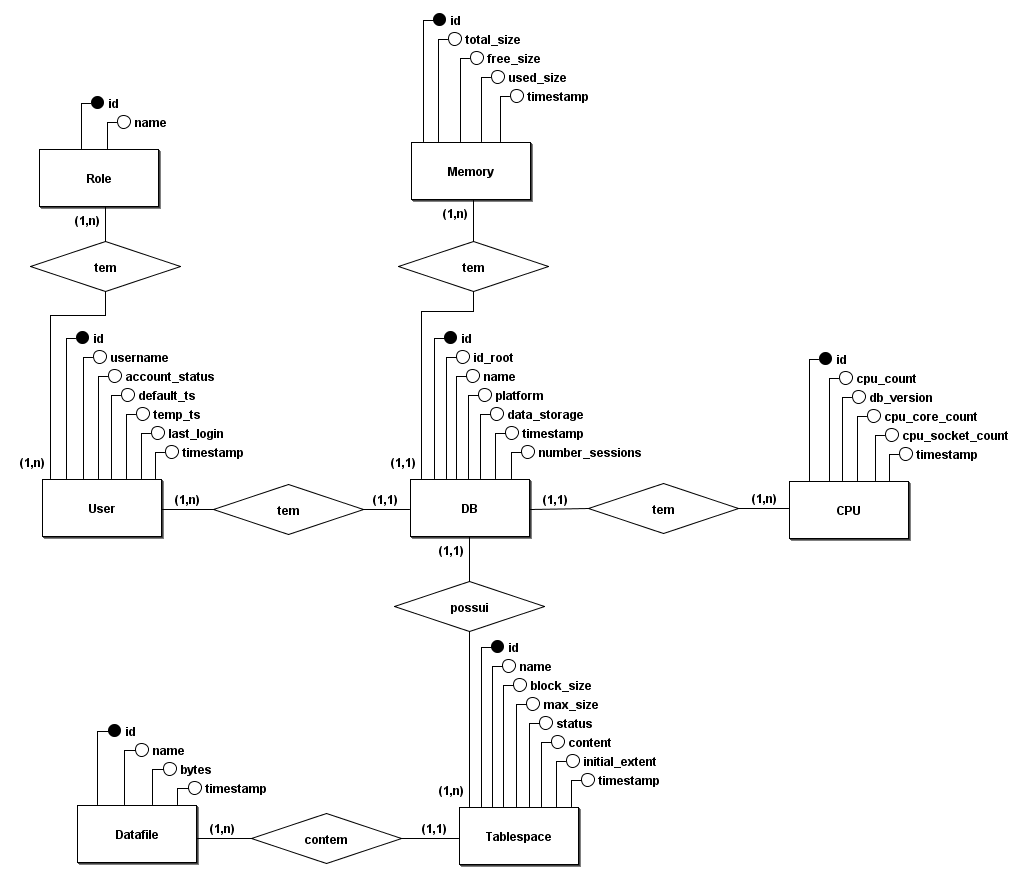 id
total_size
free_size
used_size
timestamp
Memory
(1,n)
tem
id
name
Role
(1,n)
tem
id
username
account_status
default_ts
temp_ts
last_login
timestamp
(1,n)
User
(1,n)
tem
(1,1)
id
id_root
name
platform
data_storage
timestamp
number_sessions
(1,1)
DB
(1,1)
tem
(1,n)
id
cpu_count
db_version
cpu_core_count
cpu_socket_count
timestamp
CPU
(1,1)
possui
id
name
block_size
max_size
status
content
initial_extent
timestamp
(1,n)
Tablespace
id
name
bytes
timestamp
Datafile
(1,n)
contem
(1,1)